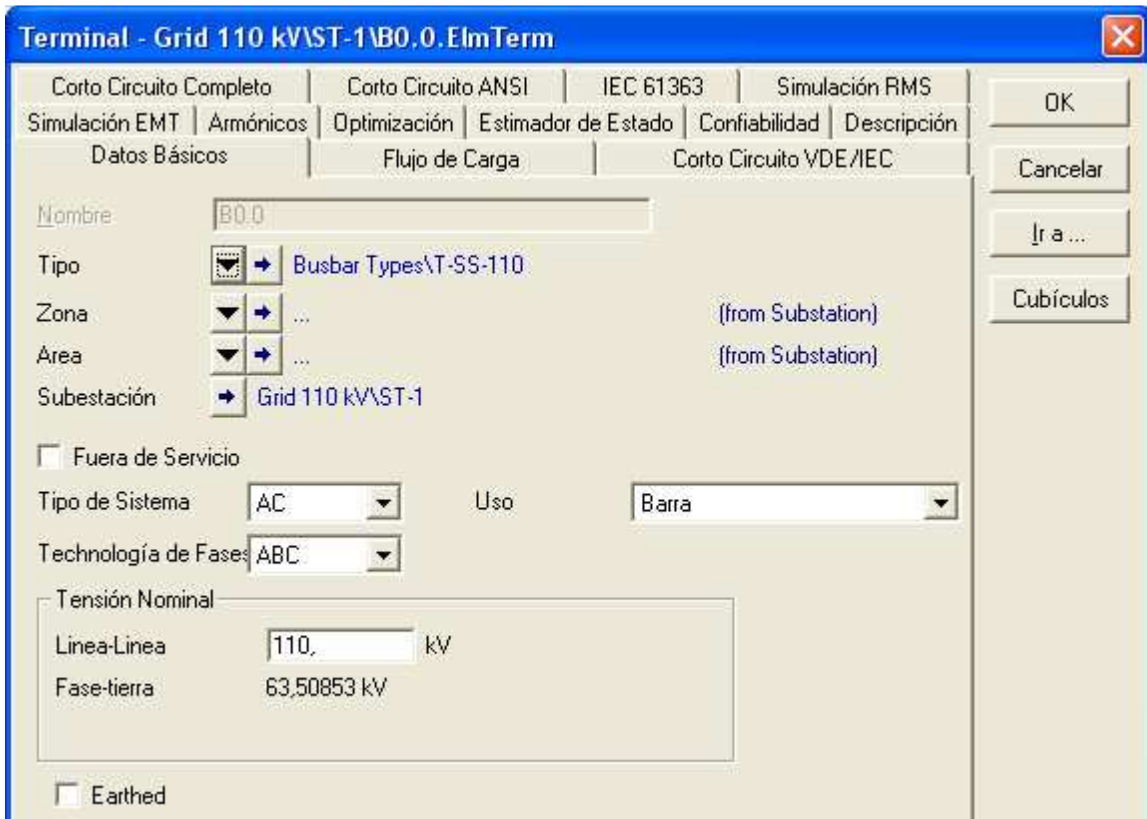 Terminal - Grid 110 kV\ST-1\B0.0.ElmTerm
Corto Circuito Completo Corto Circuito ANSI IEC 61363 Simulación RMS
Simulación EMT Armónicos Optimización Estimador de Estado Confiabilidad Descripción
Datos Básicos Flujo de Carga Corto Circuito VDE/IEC
OK
Cancelar
Ir a ...
Cubículos
Nombre B0.0
Tipo Busbar Types\T-SS-110
Zona ... (from Substation)
Area ... (from Substation)
Subestación Grid 110 kV\ST-1
Fuera de Servicio
Tipo de Sistema AC Uso Barra
Technología de Fases ABC
Tensión Nominal
Linea-Linea 110, kV
Fase-tierra 63,50853 kV
Earthed